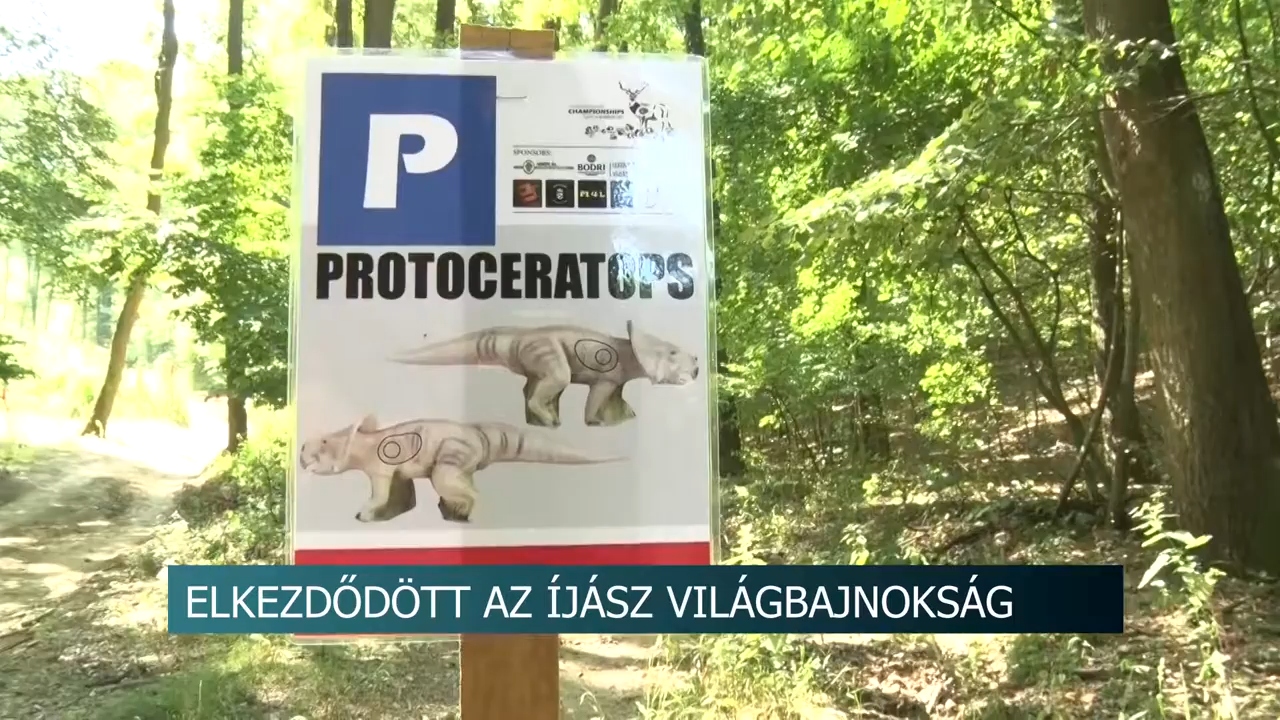 P
CHAMPIONSHIPS
SPONSORS:
BODRI
PROTOCERATOPS
ELKEZDŐDÖTT AZ ÍJÁSZ VILÁGBAJNOKSÁG